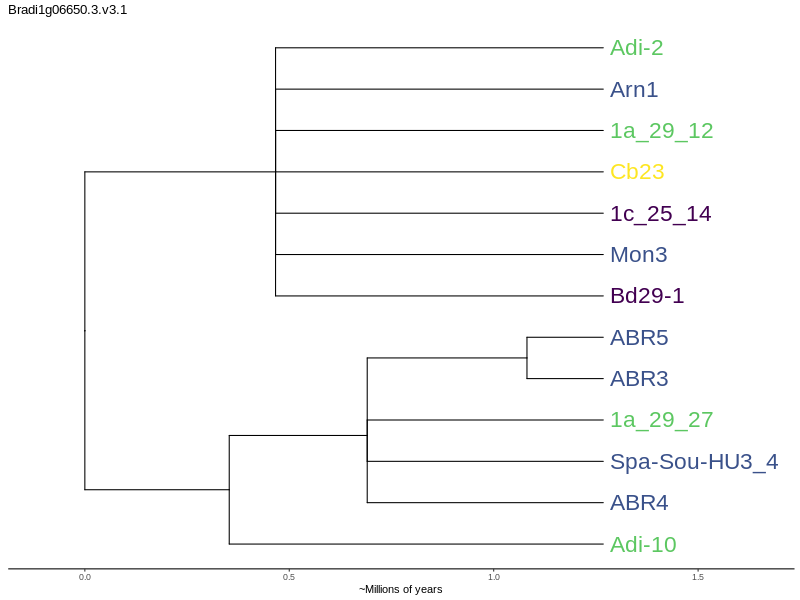 Bradi1g06650.3.v3.1
Adi-2
Arn1
1a_29_12
Cb23
1c_25_14
Mon3
Bd29-1
ABR5
ABR3
1a_29_27
Spa-Sou-HU3_4
ABR4
Adi-10
0.0 0.5 1.0 1.5
~Millions of years